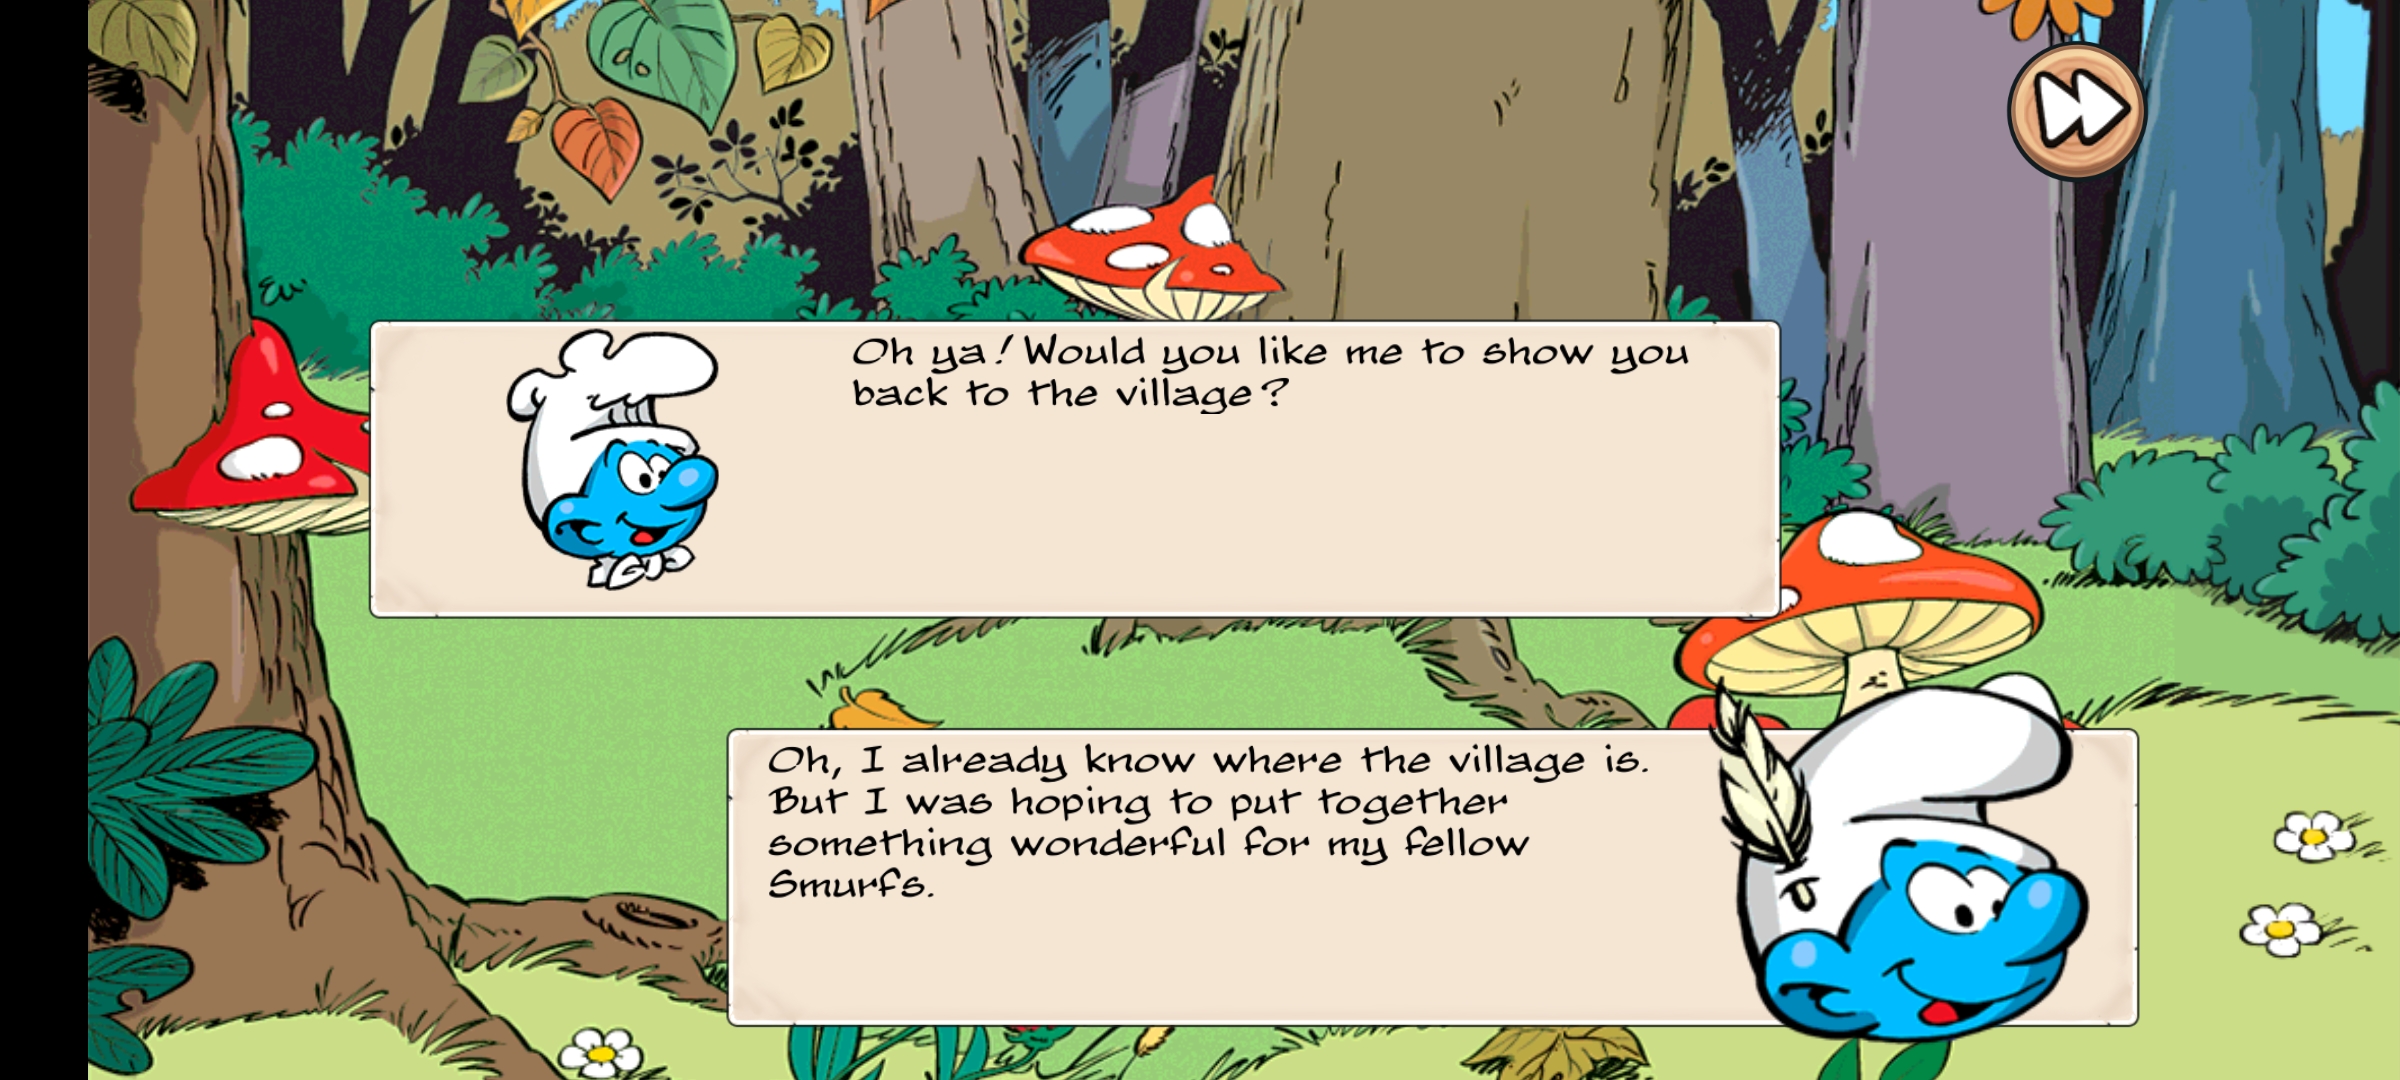 Oh ya! Would you like me to show you
back to the village?
Oh, I already know where the village is.
But I was hoping to put together
something wonderful for my fellow
Smurfs.